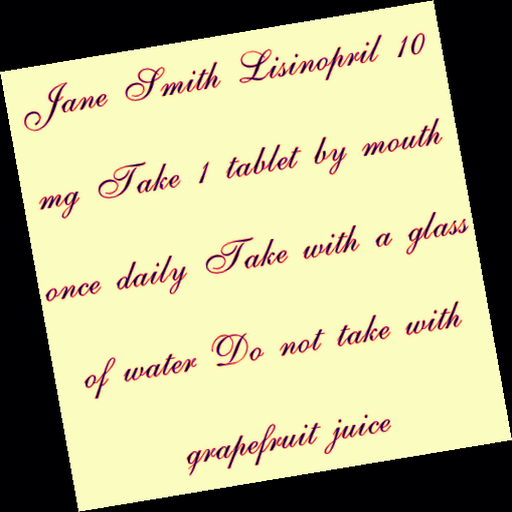 Jane Smith Lisinopril 10
mg Take 1 tablet by mouth
once daily Take with a glass
of water Do not take with
grapefruit juice